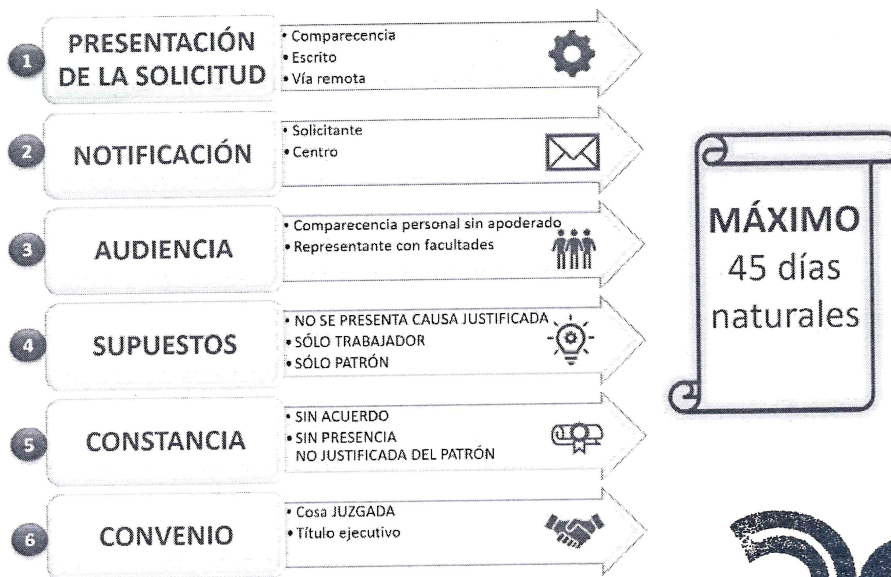 1
PRESENTACIÓN
DE LA SOLICITUD
• Comparecencia
• Escrito
• Vía remota
2
NOTIFICACIÓN
• Solicitante
• Centro
3
AUDIENCIA
• Comparecencia personal sin apoderado
• Representante con facultades
4
SUPUESTOS
• NO SE PRESENTA CAUSA JUSTIFICADA
• SÓLO TRABAJADOR
• SÓLO PATRÓN
5
CONSTANCIA
• SIN ACUERDO
• SIN PRESENCIA
NO JUSTIFICADA DEL PATRÓN
6
CONVENIO
• Cosa JUZGADA
• Título ejecutivo
MÁXIMO
45 días
naturales